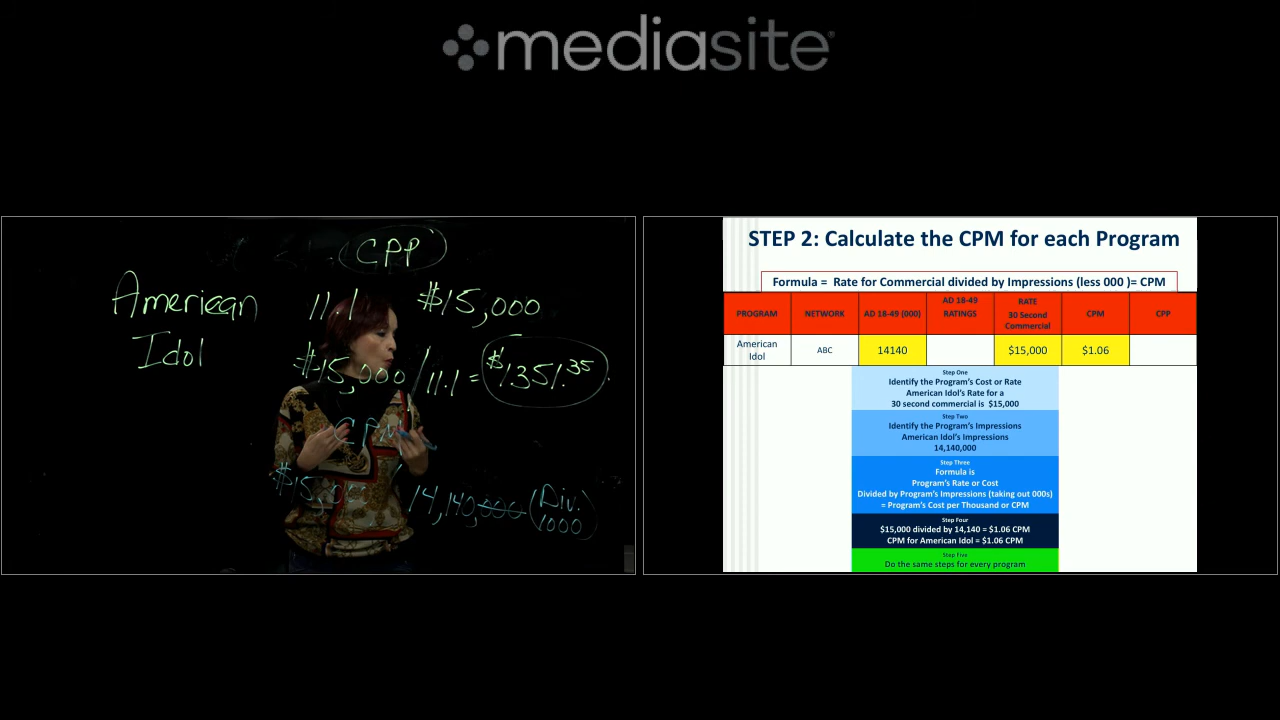 mediasite
CPP
American 11.1 $15,000
Idol
$15,000 / 11.1 = $1351.35
CPM
$15,000 / 14,140,000 (Div. 1000)
STEP 2: Calculate the CPM for each Program
Formula = Rate for Commercial divided by Impressions (less 000 )= CPM
PROGRAM NETWORK AD 18-49 (000) AD 18-49 RATINGS RATE 30 Second Commercial CPM CPP
American Idol ABC 14140 $15,000 $1.06
Step One
Identify the Program's Cost or Rate
American Idol's Rate for a
30 second commercial is $15,000
Step Two
Identify the Program's Impressions
American Idol's Impressions
14,140,000
Step Three
Formula is
Program's Rate or Cost
Divided by Program's Impressions (taking out 000s)
= Program's Cost per Thousand or CPM
Step Four
$15,000 divided by 14,140 = $1.06 CPM
CPM for American Idol = $1.06 CPM
Step Five
Do the same steps for every program